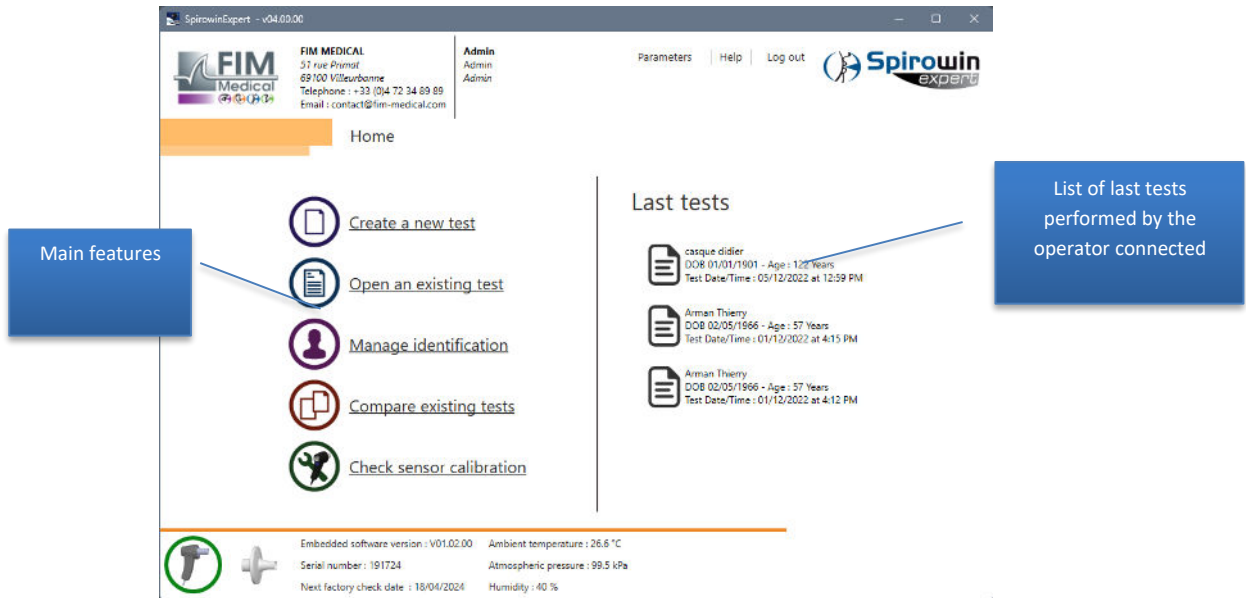 SpirowinExpert - v04.00.00
FIM
Medical
FIM MEDICAL
51 rue Primat
69100 Villeurbanne
Telephone : +33 (0)4 72 34 89 89
Email : contact@fim-medical.com
Admin
Admin
Admin
Parameters
Help
Log out
Spirowin
expert
Home
Main features
Create a new test
Open an existing test
Manage identification
Compare existing tests
Check sensor calibration
Last tests
casque didier
DOB 01/01/1901 - Age : 122 Years
Test Date/Time : 05/12/2022 at 12:59 PM
Arman Thierry
DOB 02/05/1966 - Age : 57 Years
Test Date/Time : 01/12/2022 at 4:15 PM
Arman Thierry
DOB 02/05/1966 - Age : 57 Years
Test Date/Time : 01/12/2022 at 4:12 PM
List of last tests
performed by the
operator connected
Embedded software version : V01.02.00
Serial number : 191724
Next factory check date : 18/04/2024
Ambient temperature : 26.6 °C
Atmospheric pressure : 99.5 kPa
Humidity : 40 %